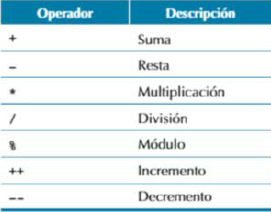 Operador Descripción
+ Suma
– Resta
* Multiplicación
/ División
% Módulo
++ Incremento
-- Decremento